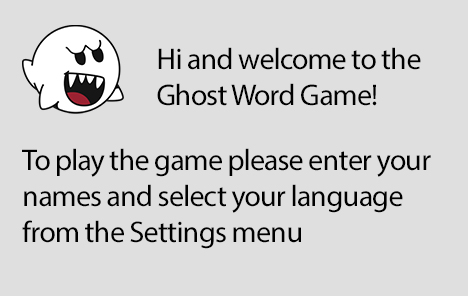 Hi and welcome to the
Ghost Word Game!
To play the game please enter your
names and select your language
from the Settings menu